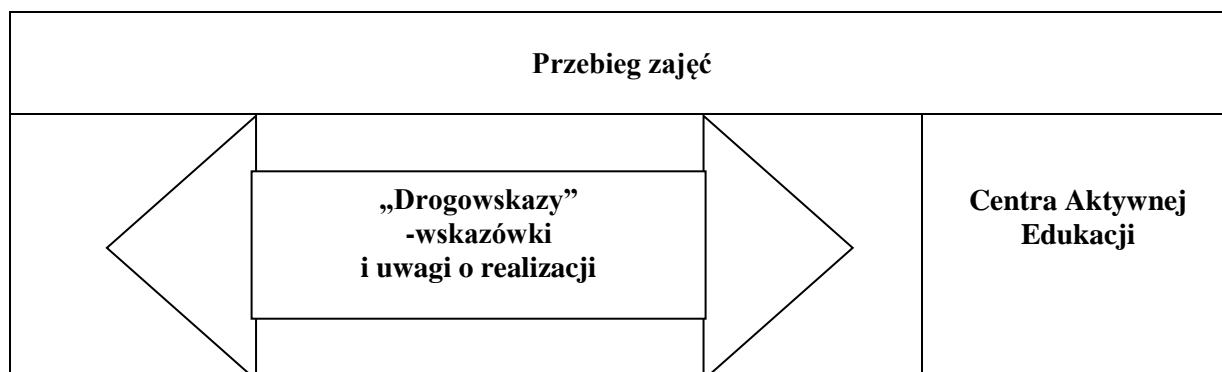 Przebieg zajęć
„Drogowskazy”
-wskazówki
i uwagi o realizacji
Centra Aktywnej
Edukacji